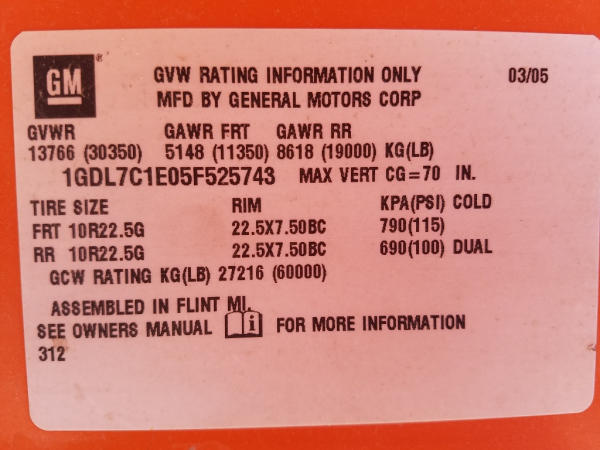 GM ®
GVW RATING INFORMATION ONLY 03/05
MFD BY GENERAL MOTORS CORP
GVWR GAWR FRT GAWR RR
13766 (30350) 5148 (11350) 8618 (19000) KG(LB)
1GDL7C1E05F525743 MAX VERT CG=70 IN.
TIRE SIZE RIM KPA(PSI) COLD
FRT 10R22.5G 22.5X7.50BC 790(115)
RR 10R22.5G 22.5X7.50BC 690(100) DUAL
GCW RATING KG(LB) 27216 (60000)
ASSEMBLED IN FLINT MI.
SEE OWNERS MANUAL i FOR MORE INFORMATION
312